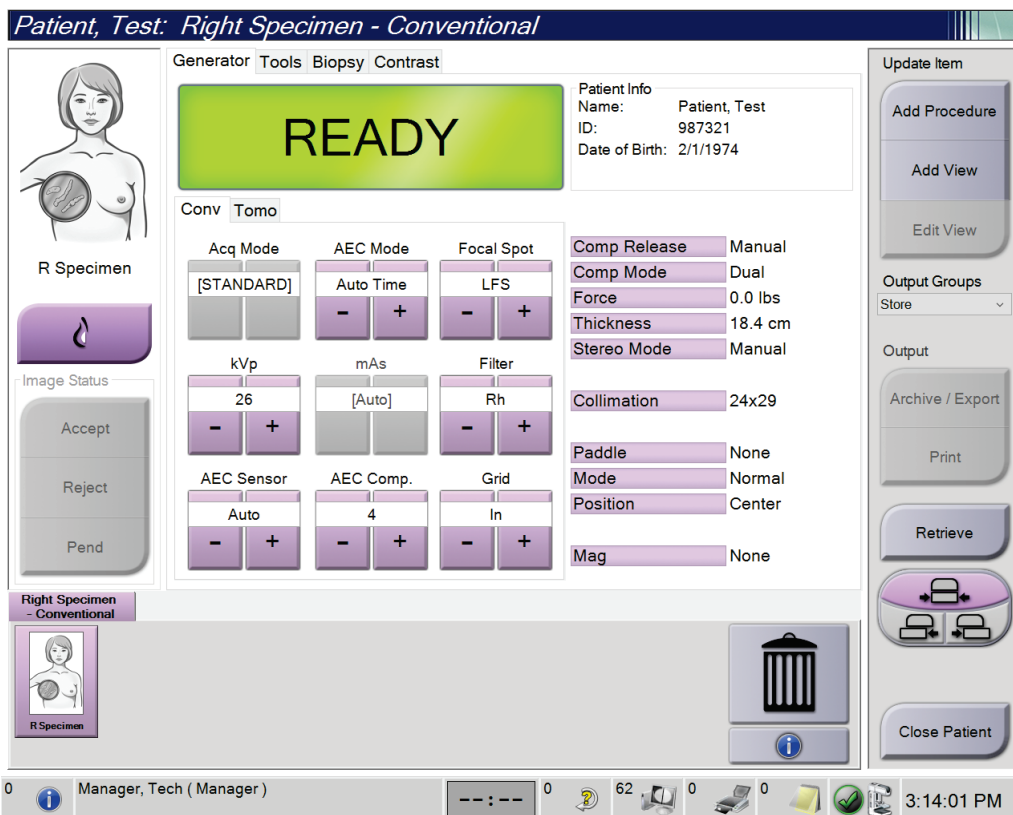 Patient, Test: Right Specimen - Conventional
Generator Tools Biopsy Contrast
READY
Patient Info
Name: Patient, Test
ID: 987321
Date of Birth: 2/1/1974
R Specimen
Image Status
Accept
Reject
Pend
Conv Tomo
Acq Mode AEC Mode Focal Spot
[STANDARD] Auto Time LFS
- + - +
kVp mAs Filter
26 [Auto] Rh
- + - +
AEC Sensor AEC Comp. Grid
Auto 4 In
- + - + - +
Comp Release Manual
Comp Mode Dual
Force 0.0 lbs
Thickness 18.4 cm
Stereo Mode Manual
Collimation 24x29
Paddle None
Mode Normal
Position Center
Mag None
Update Item
Add Procedure
Add View
Edit View
Output Groups
Store
Output
Archive / Export
Print
Retrieve
Close Patient
Right Specimen
- Conventional
R Specimen
0 Manager, Tech ( Manager ) --:-- 0 62 0 0 3:14:01 PM